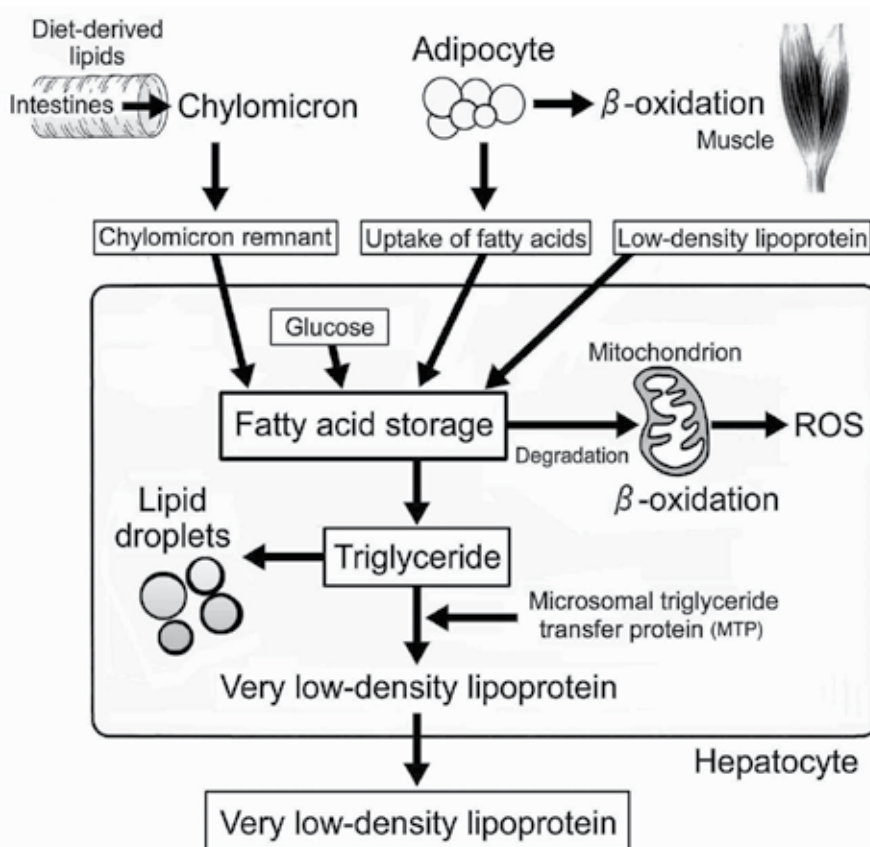 Diet-derived
lipids
Intestines
Chylomicron
Adipocyte
β-oxidation
Muscle
Chylomicron remnant
Uptake of fatty acids
Low-density lipoprotein
Glucose
Mitochondrion
Fatty acid storage
Degradation
ROS
β-oxidation
Lipid
droplets
Triglyceride
Microsomal triglyceride
transfer protein (MTP)
Very low-density lipoprotein
Hepatocyte
Very low-density lipoprotein